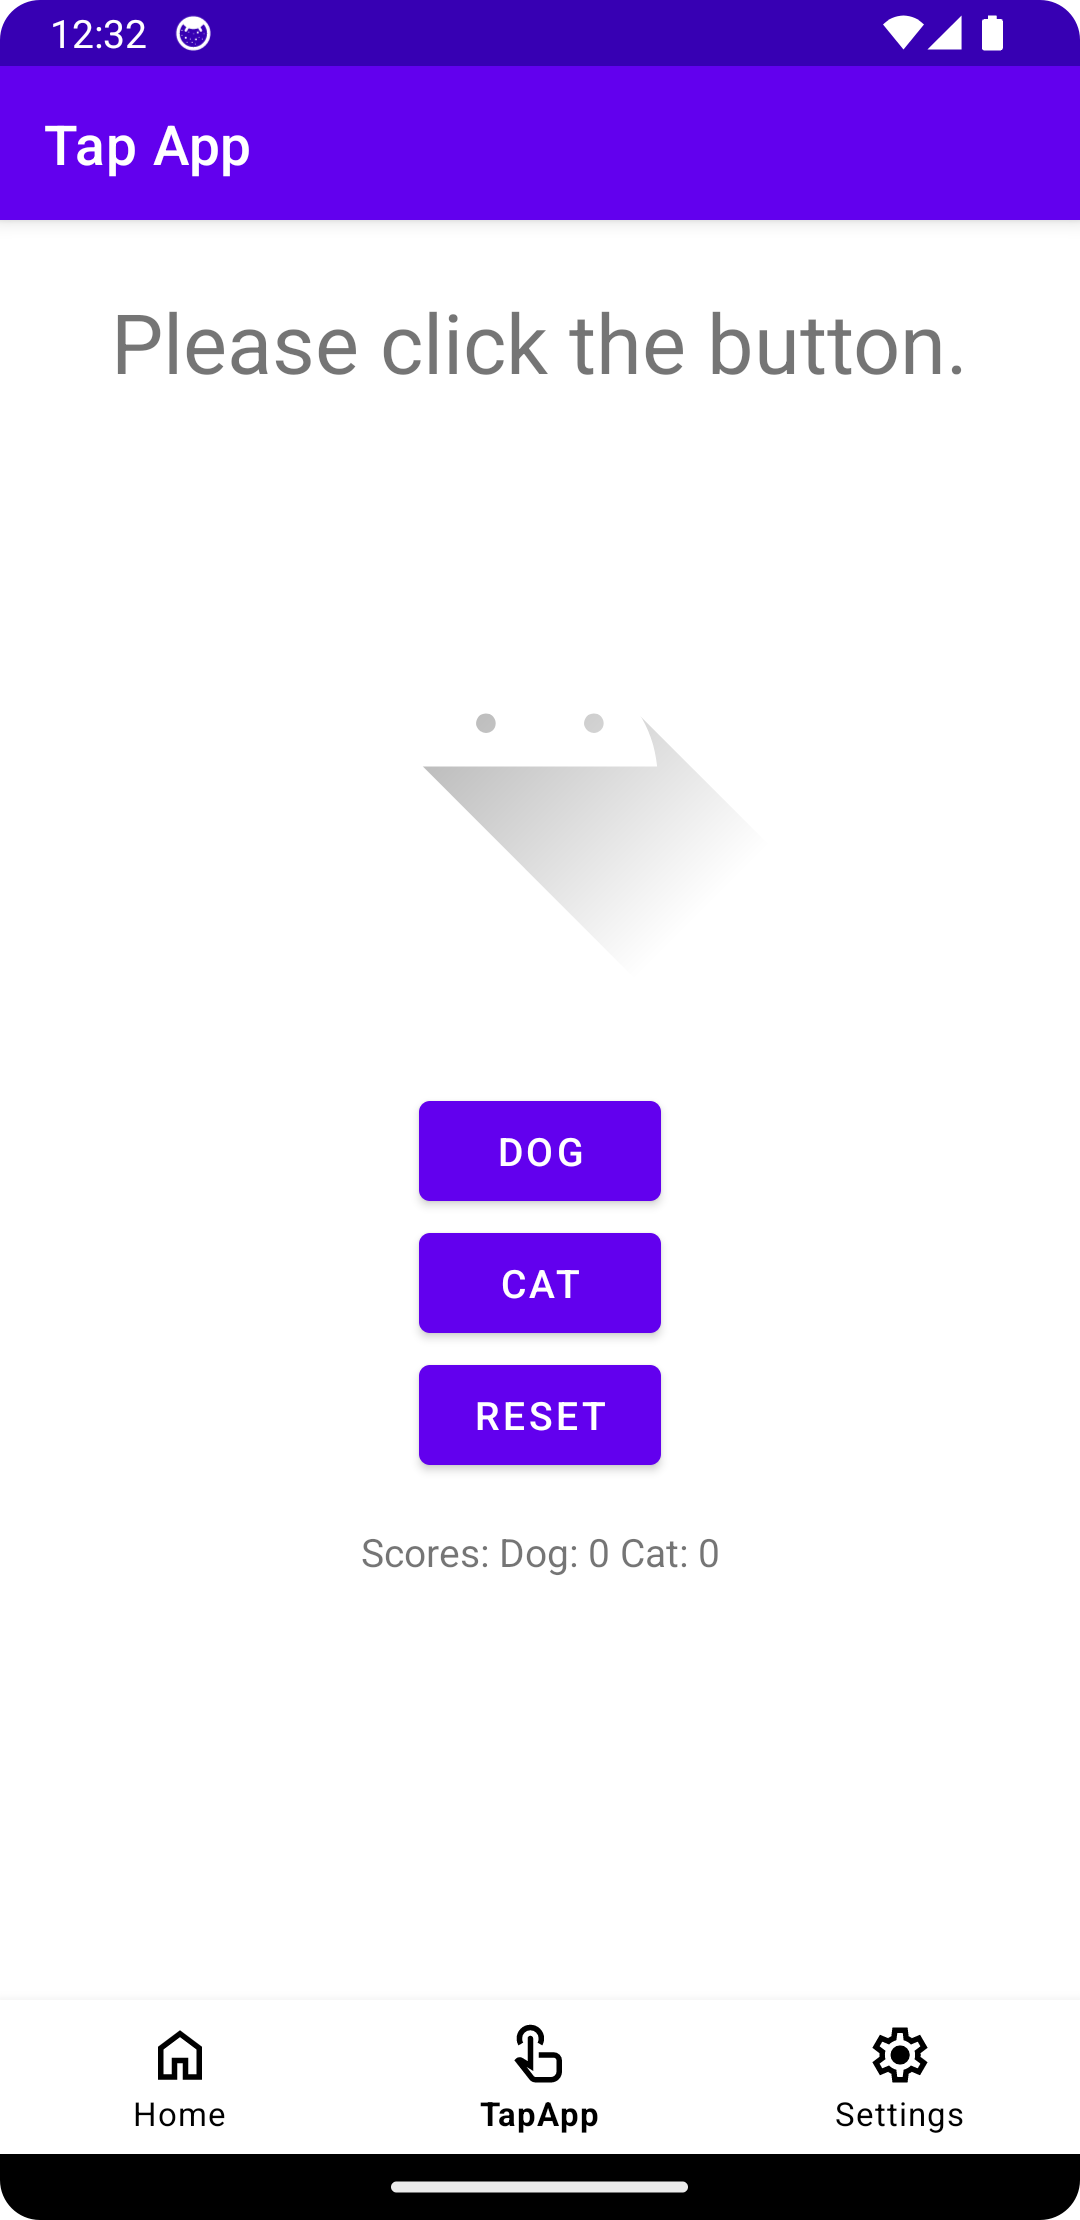 12:32
Tap App
Please click the button.
DOG
CAT
RESET
Scores: Dog: 0 Cat: 0
Home
TapApp
Settings